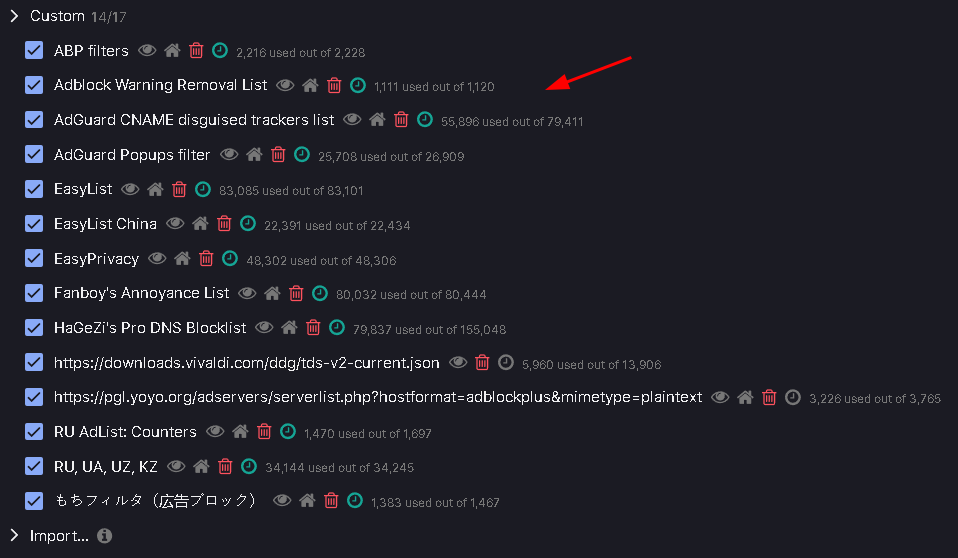 Custom 14/17
ABP filters 2,216 used out of 2,228
Adblock Warning Removal List 1,111 used out of 1,120
AdGuard CNAME disguised trackers list 55,896 used out of 79,411
AdGuard Popups filter 25,708 used out of 26,909
EasyList 83,085 used out of 83,101
EasyList China 22,391 used out of 22,434
EasyPrivacy 48,302 used out of 48,306
Fanboy's Annoyance List 80,032 used out of 80,444
HaGeZi's Pro DNS Blocklist 79,837 used out of 155,048
https://downloads.vivaldi.com/ddg/tds-v2-current.json 5,960 used out of 13,906
https://pgl.yoyo.org/adservers/serverlist.php?hostformat=adblockplus&mimetype=plaintext 3,226 used out of 3,765
RU AdList: Counters 1,470 used out of 1,697
RU, UA, UZ, KZ 34,144 used out of 34,245
もちフィルタ（広告ブロック） 1,383 used out of 1,467
Import...